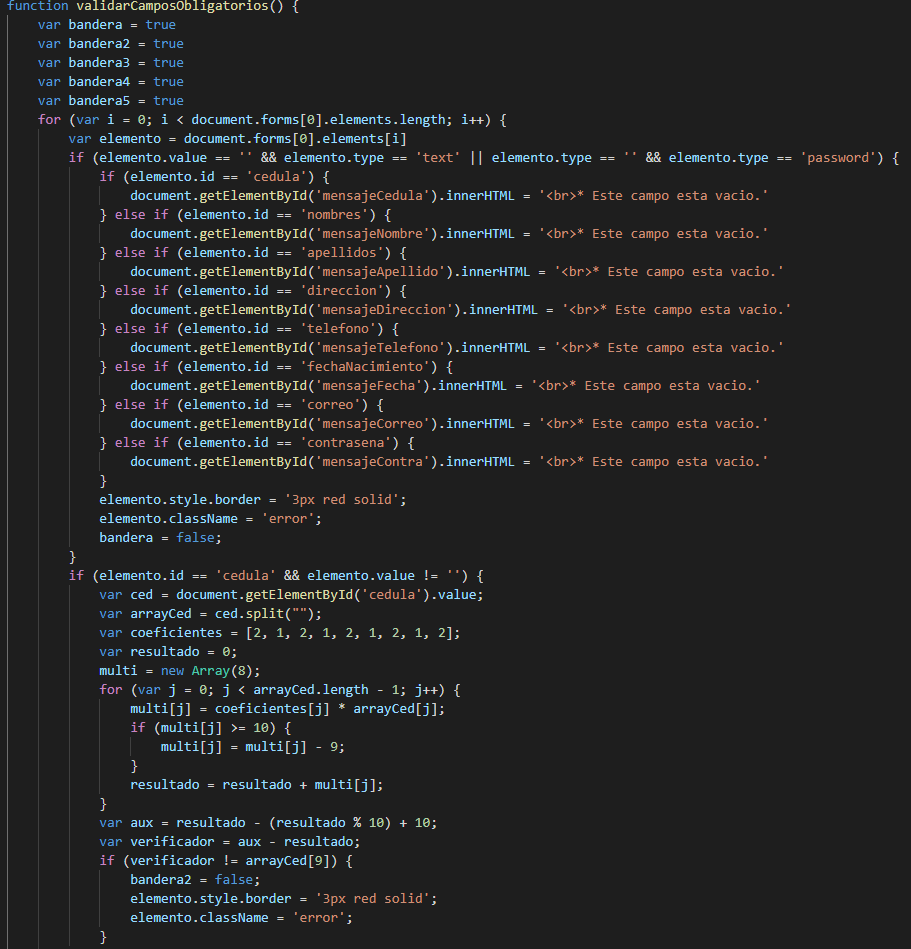 function validarCamposObligatorios() {
    var bandera = true
    var bandera2 = true
    var bandera3 = true
    var bandera4 = true
    var bandera5 = true
    for (var i = 0; i < document.forms[0].elements.length; i++) {
        var elemento = document.forms[0].elements[i]
        if (elemento.value == '' && elemento.type == 'text' || elemento.type == '' && elemento.type == 'password') {
            if (elemento.id == 'cedula') {
                document.getElementById('mensajeCedula').innerHTML = '<br>* Este campo esta vacio.'
            } else if (elemento.id == 'nombres') {
                document.getElementById('mensajeNombre').innerHTML = '<br>* Este campo esta vacio.'
            } else if (elemento.id == 'apellidos') {
                document.getElementById('mensajeApellido').innerHTML = '<br>* Este campo esta vacio.'
            } else if (elemento.id == 'direccion') {
                document.getElementById('mensajeDireccion').innerHTML = '<br>* Este campo esta vacio.'
            } else if (elemento.id == 'telefono') {
                document.getElementById('mensajeTelefono').innerHTML = '<br>* Este campo esta vacio.'
            } else if (elemento.id == 'fechaNacimiento') {
                document.getElementById('mensajeFecha').innerHTML = '<br>* Este campo esta vacio.'
            } else if (elemento.id == 'correo') {
                document.getElementById('mensajeCorreo').innerHTML = '<br>* Este campo esta vacio.'
            } else if (elemento.id == 'contrasena') {
                document.getElementById('mensajeContra').innerHTML = '<br>* Este campo esta vacio.'
            }
            elemento.style.border = '3px red solid';
            elemento.className = 'error';
            bandera = false;
        }
        if (elemento.id == 'cedula' && elemento.value != '') {
            var ced = document.getElementById('cedula').value;
            var arrayCed = ced.split("");
            var coeficientes = [2, 1, 2, 1, 2, 1, 2, 1, 2];
            var resultado = 0;
            multi = new Array(8);
            for (var j = 0; j < arrayCed.length - 1; j++) {
                multi[j] = coeficientes[j] * arrayCed[j];
                if (multi[j] >= 10) {
                    multi[j] = multi[j] - 9;
                }
                resultado = resultado + multi[j];
            }
            var aux = resultado - (resultado % 10) + 10;
            var verificador = aux - resultado;
            if (verificador != arrayCed[9]) {
                bandera2 = false;
                elemento.style.border = '3px red solid';
                elemento.className = 'error';
            }